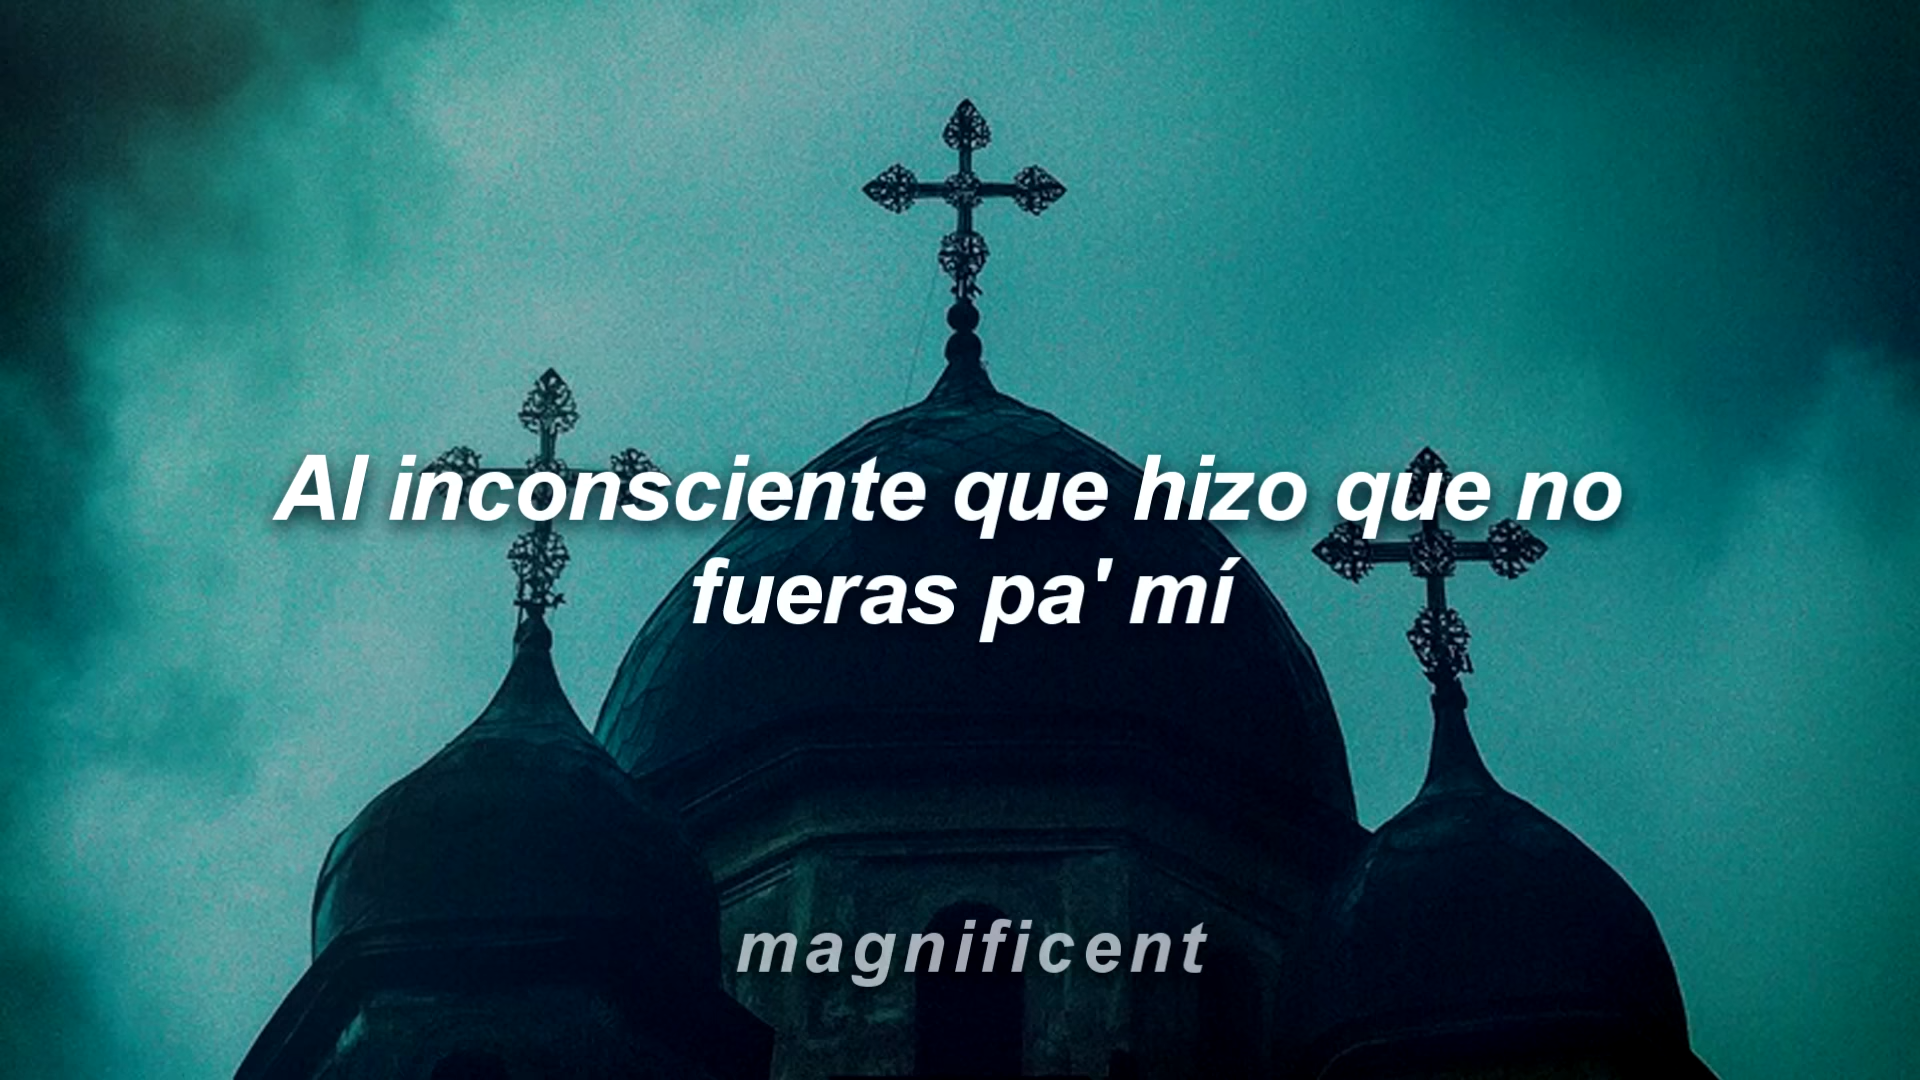 Al inconsciente que hizo que no
fueras pa' mí
magnificent